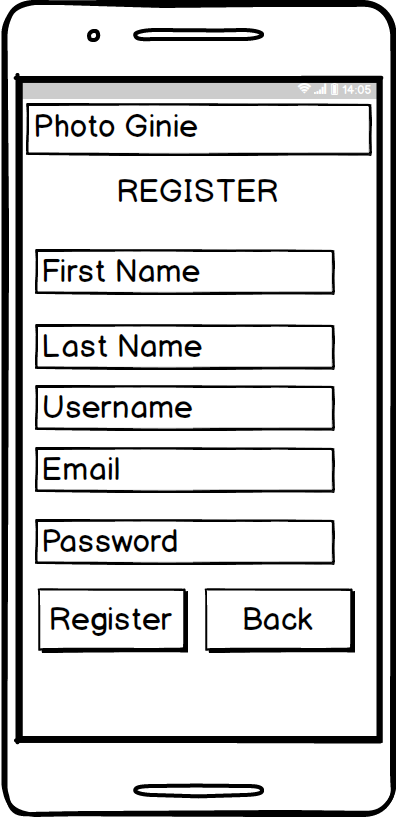 14:05
Photo Ginie
REGISTER
First Name
Last Name
Username
Email
Password
Register Back